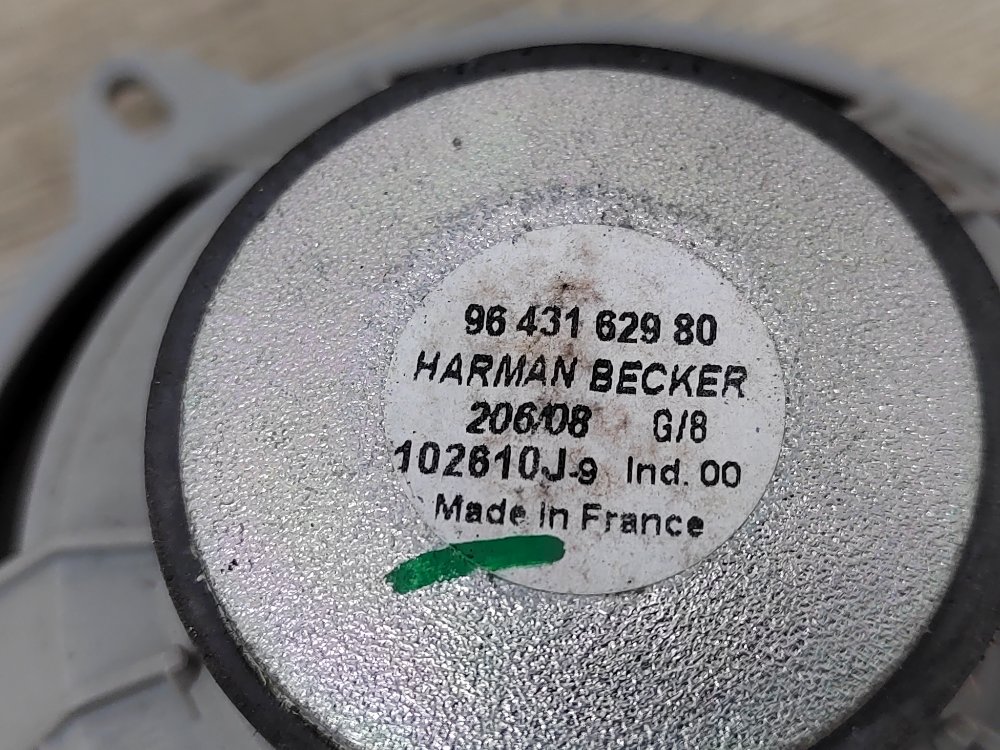 96 431 629 80
HARMAN BECKER
206/08 G/8
102610J-9 Ind. 00
Made in France